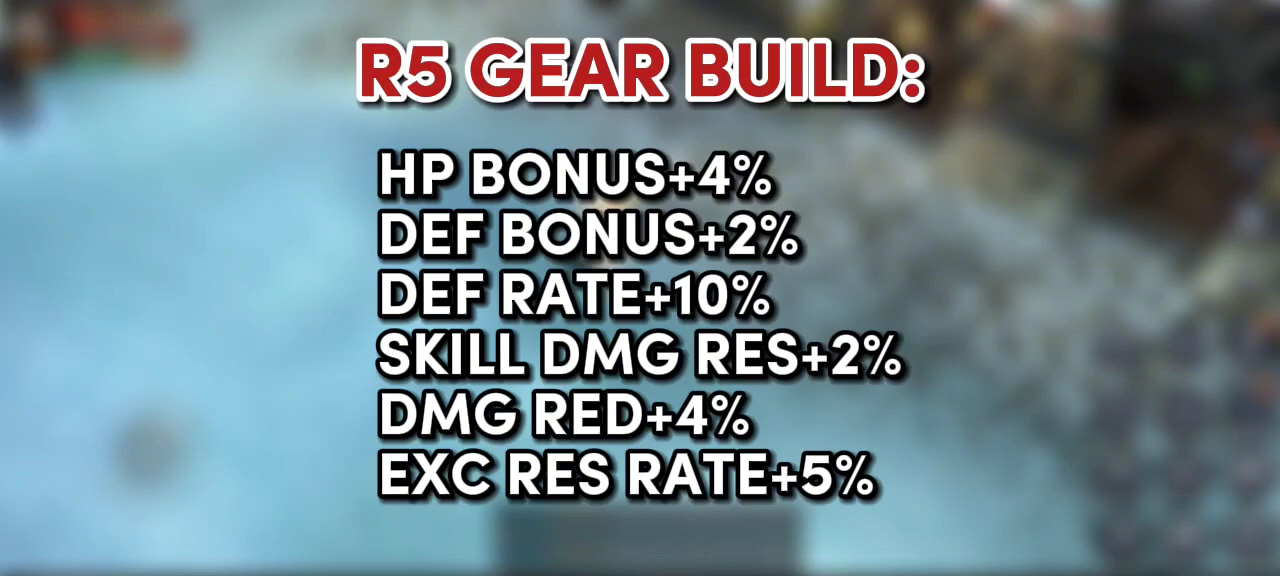 R5 GEAR BUILD:
HP BONUS+4%
DEF BONUS+2%
DEF RATE+10%
SKILL DMG RES+2%
DMG RED+4%
EXC RES RATE+5%